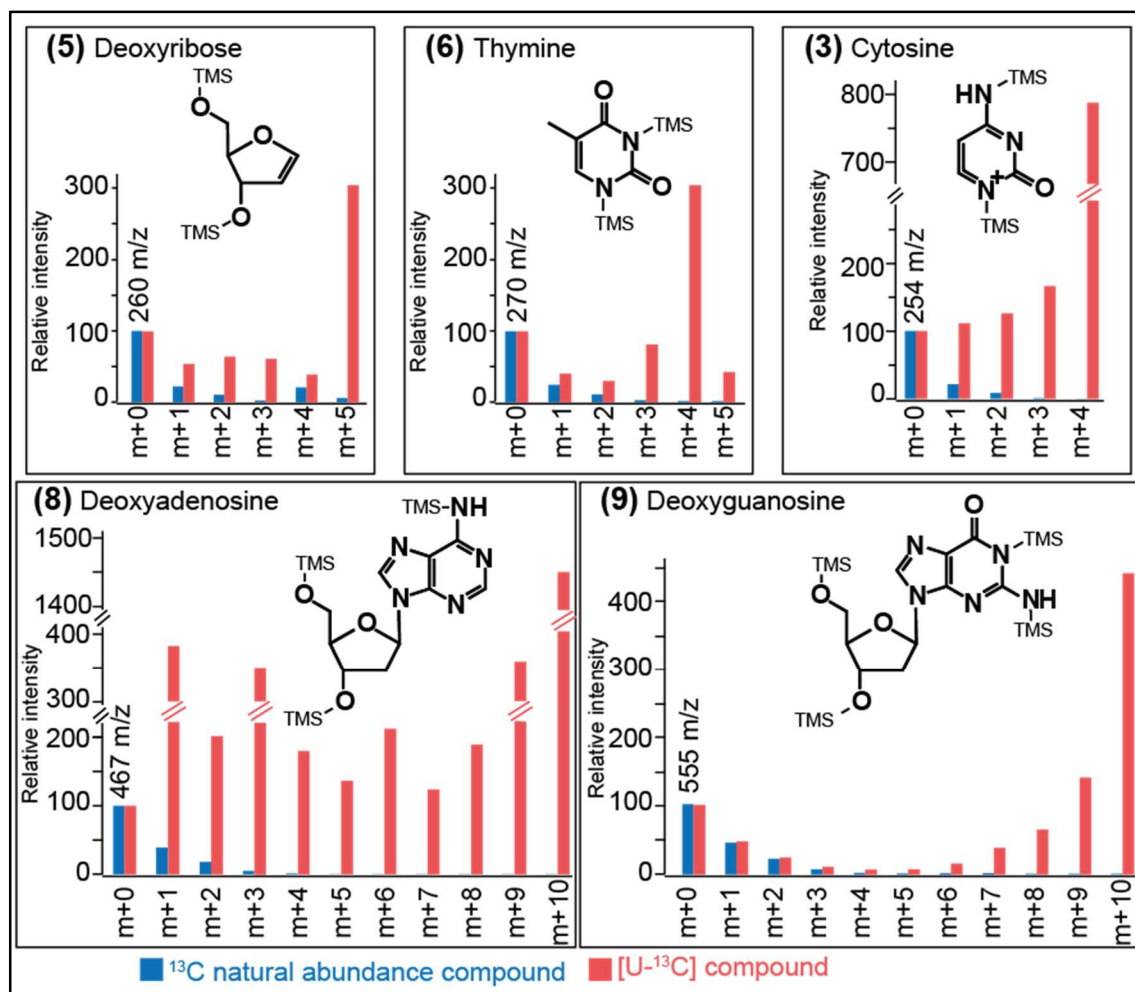 (5) Deoxyribose
TMS
O
O
O
TMS
Relative intensity
300
200
100
0
260 m/z
m+0
m+1
m+2
m+3
m+4
m+5
(6) Thymine
O
N
TMS
N
O
TMS
Relative intensity
300
200
100
0
270 m/z
m+0
m+1
m+2
m+3
m+4
m+5
(3) Cytosine
HN
TMS
N
N
+
O
TMS
Relative intensity
800
700
200
100
0
254 m/z
m+0
m+1
m+2
m+3
m+4
(8) Deoxyadenosine
TMS
NH
N
N
N
N
TMS
O
O
O
TMS
Relative intensity
1500
1400
400
300
200
100
0
467 m/z
m+0
m+1
m+2
m+3
m+4
m+5
m+6
m+7
m+8
m+9
m+10
(9) Deoxyguanosine
O
N
N
TMS
N
N
NH
TMS
TMS
O
O
O
TMS
Relative intensity
400
300
200
100
0
555 m/z
m+0
m+1
m+2
m+3
m+4
m+5
m+6
m+7
m+8
m+9
m+10
¹³C natural abundance compound
[U-¹³C] compound